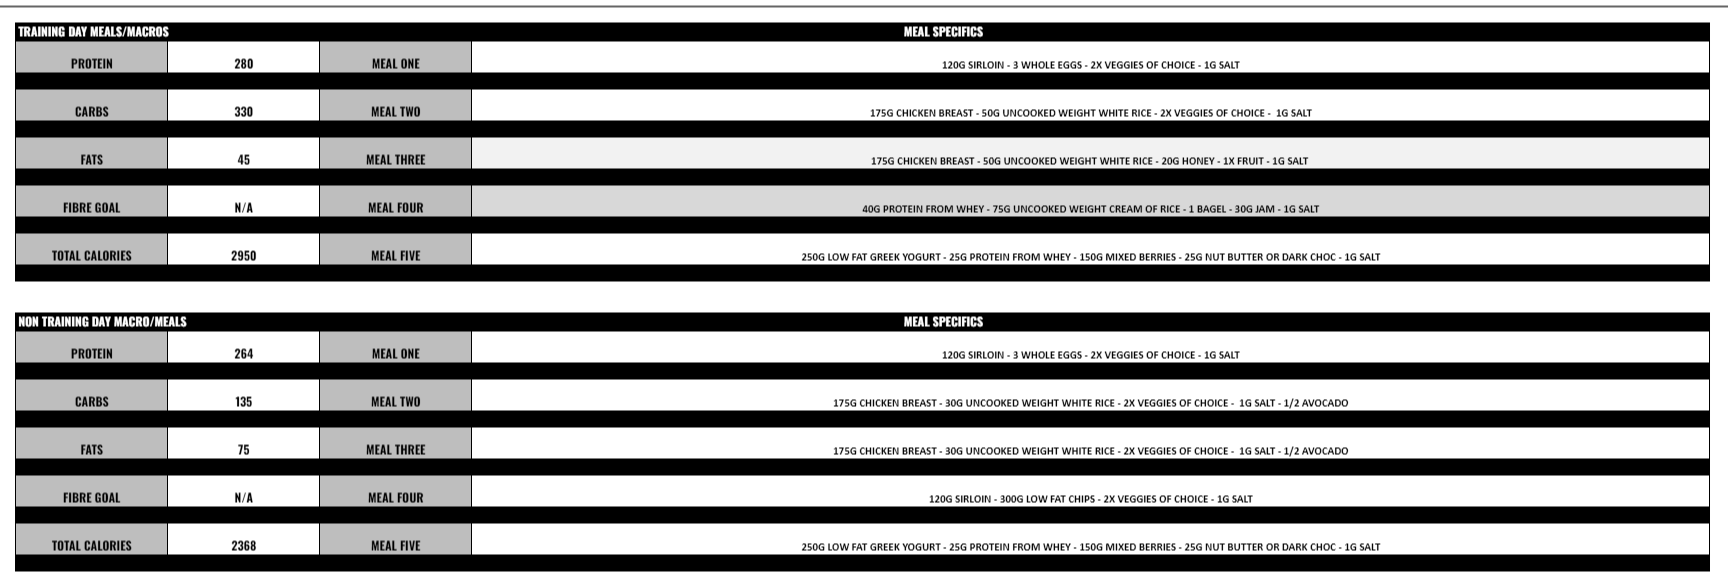 TRAINING DAY MEALS/MACROS MEAL SPECIFICS
PROTEIN 280 MEAL ONE 120G SIRLOIN - 3 WHOLE EGGS - 2X VEGGIES OF CHOICE - 1G SALT
CARBS 330 MEAL TWO 175G CHICKEN BREAST - 50G UNCOOKED WEIGHT WHITE RICE - 2X VEGGIES OF CHOICE - 1G SALT
FATS 45 MEAL THREE 175G CHICKEN BREAST - 50G UNCOOKED WEIGHT WHITE RICE - 20G HONEY - 1X FRUIT - 1G SALT
FIBRE GOAL N/A MEAL FOUR 40G PROTEIN FROM WHEY - 75G UNCOOKED WEIGHT CREAM OF RICE - 1 BAGEL - 30G JAM - 1G SALT
TOTAL CALORIES 2950 MEAL FIVE 250G LOW FAT GREEK YOGURT - 25G PROTEIN FROM WHEY - 150G MIXED BERRIES - 25G NUT BUTTER OR DARK CHOC - 1G SALT
NON TRAINING DAY MACRO/MEALS MEAL SPECIFICS
PROTEIN 264 MEAL ONE 120G SIRLOIN - 3 WHOLE EGGS - 2X VEGGIES OF CHOICE - 1G SALT
CARBS 135 MEAL TWO 175G CHICKEN BREAST - 30G UNCOOKED WEIGHT WHITE RICE - 2X VEGGIES OF CHOICE - 1G SALT - 1/2 AVOCADO
FATS 75 MEAL THREE 175G CHICKEN BREAST - 30G UNCOOKED WEIGHT WHITE RICE - 2X VEGGIES OF CHOICE - 1G SALT - 1/2 AVOCADO
FIBRE GOAL N/A MEAL FOUR 120G SIRLOIN - 300G LOW FAT CHIPS - 2X VEGGIES OF CHOICE - 1G SALT
TOTAL CALORIES 2368 MEAL FIVE 250G LOW FAT GREEK YOGURT - 25G PROTEIN FROM WHEY - 150G MIXED BERRIES - 25G NUT BUTTER OR DARK CHOC - 1G SALT